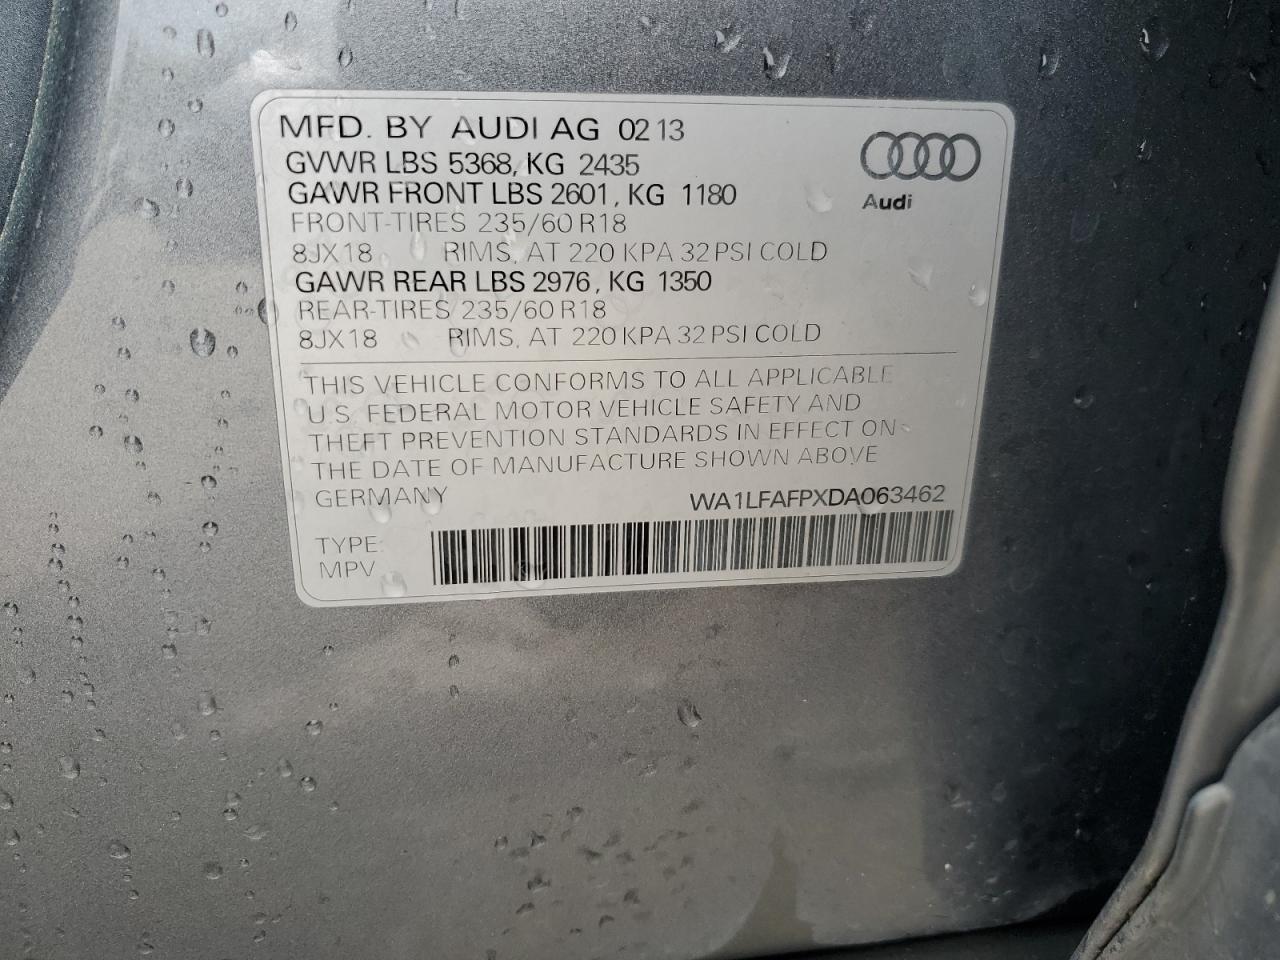 MFD. BY AUDI AG 02 13
GVWR LBS 5368, KG 2435
GAWR FRONT LBS 2601, KG 1180
FRONT-TIRES 235/60 R18
8JX18 RIMS, AT 220 KPA 32 PSI COLD
GAWR REAR LBS 2976, KG 1350
REAR-TIRES 235/60 R18
8JX18 RIMS, AT 220 KPA 32 PSI COLD
Audi
THIS VEHICLE CONFORMS TO ALL APPLICABLE
U.S. FEDERAL MOTOR VEHICLE SAFETY AND
THEFT PREVENTION STANDARDS IN EFFECT ON
THE DATE OF MANUFACTURE SHOWN ABOVE
GERMANY WA1LFAFPXDA063462
TYPE:
MPV